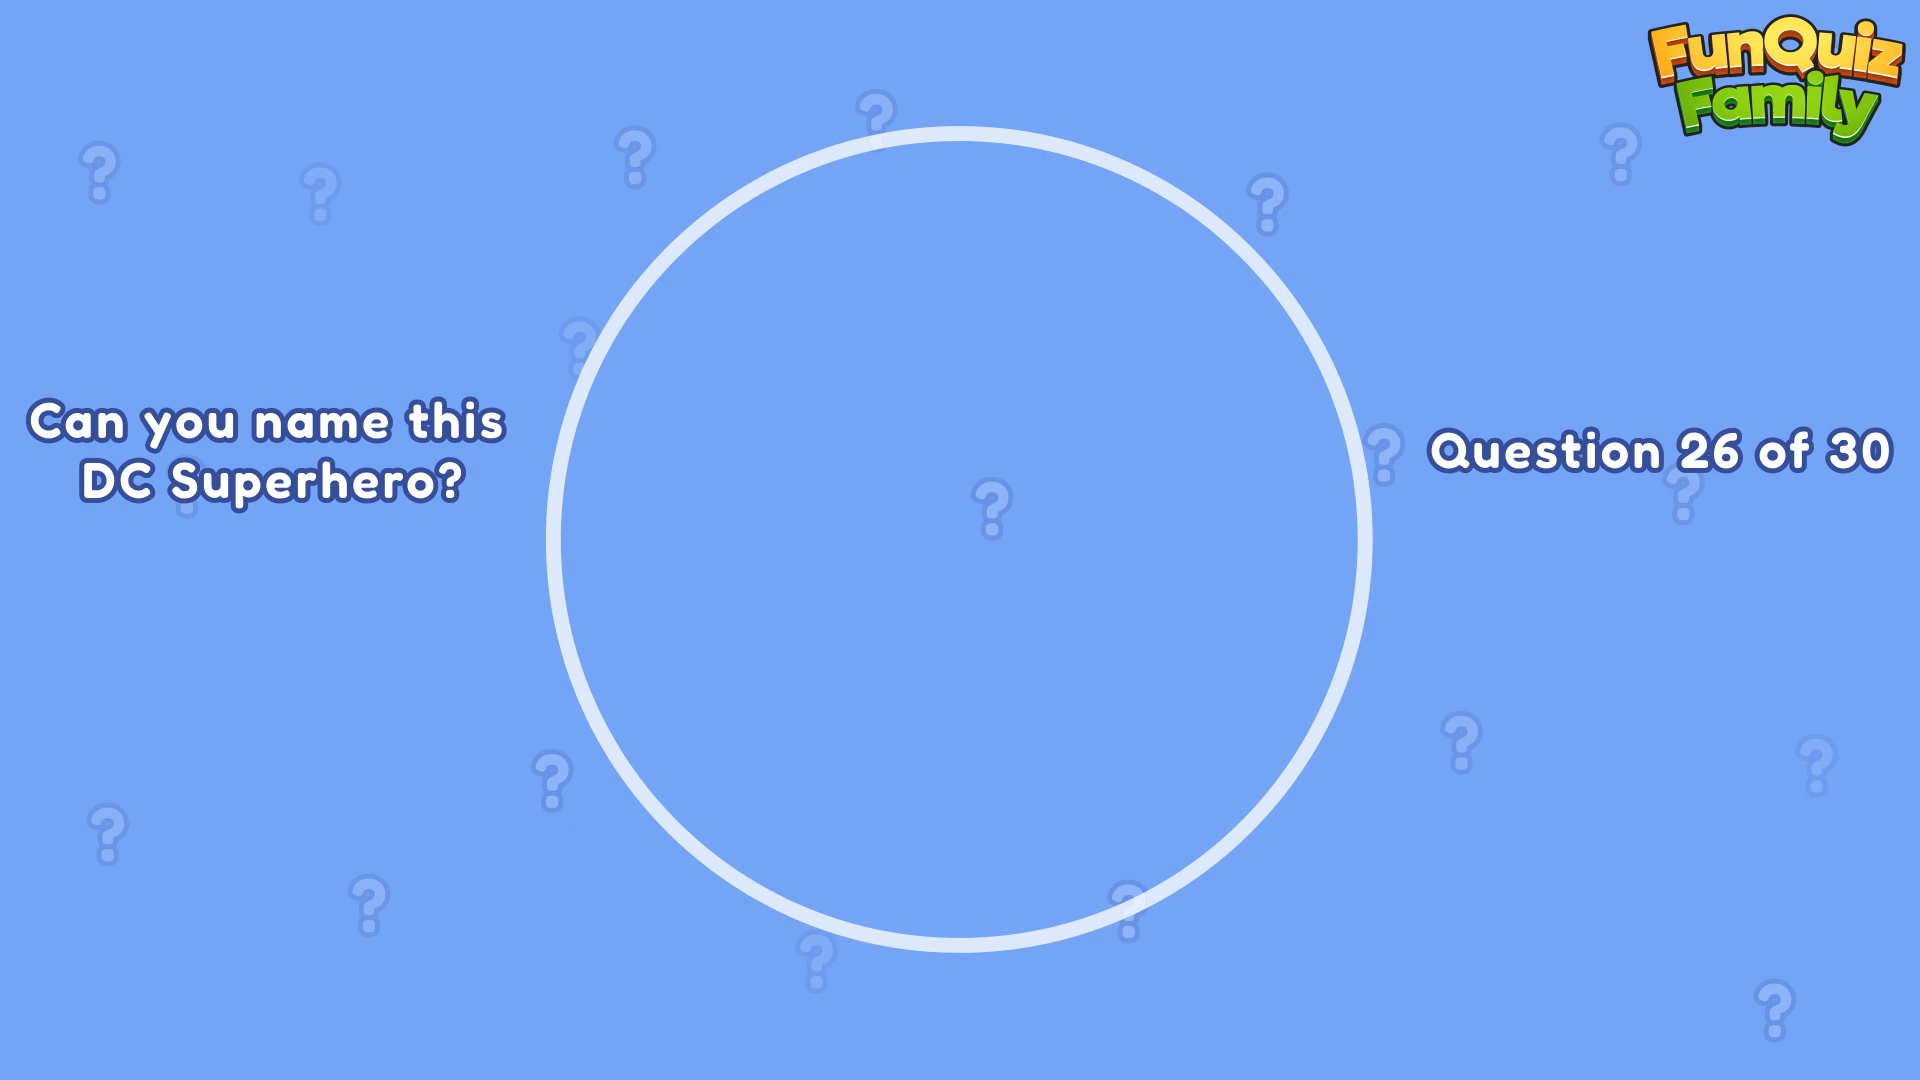 FunQuiz
Family
Can you name this
DC Superhero?
Question 26 of 30